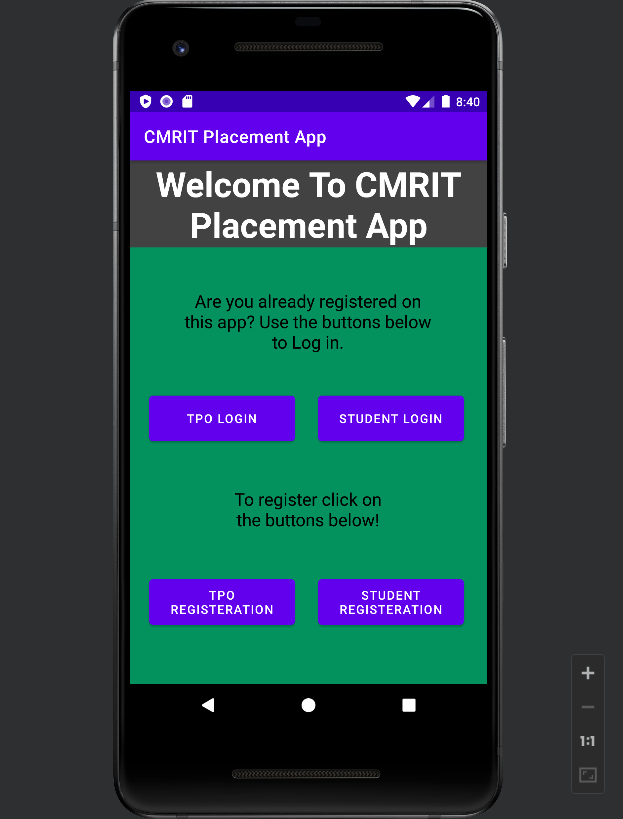 8:40
CMRIT Placement App
Welcome To CMRIT
Placement App
Are you already registered on
this app? Use the buttons below
to Log in.
TPO LOGIN
STUDENT LOGIN
To register click on
the buttons below!
TPO
REGISTERATION
STUDENT
REGISTERATION
1:1